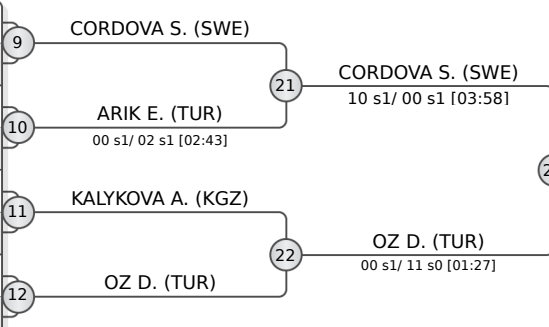 9
CORDOVA S. (SWE)
21
CORDOVA S. (SWE)
10 s1/ 00 s1 [03:58]
10
ARIK E. (TUR)
00 s1/ 02 s1 [02:43]
11
KALYKOVA A. (KGZ)
22
OZ D. (TUR)
00 s1/ 11 s0 [01:27]
12
OZ D. (TUR)